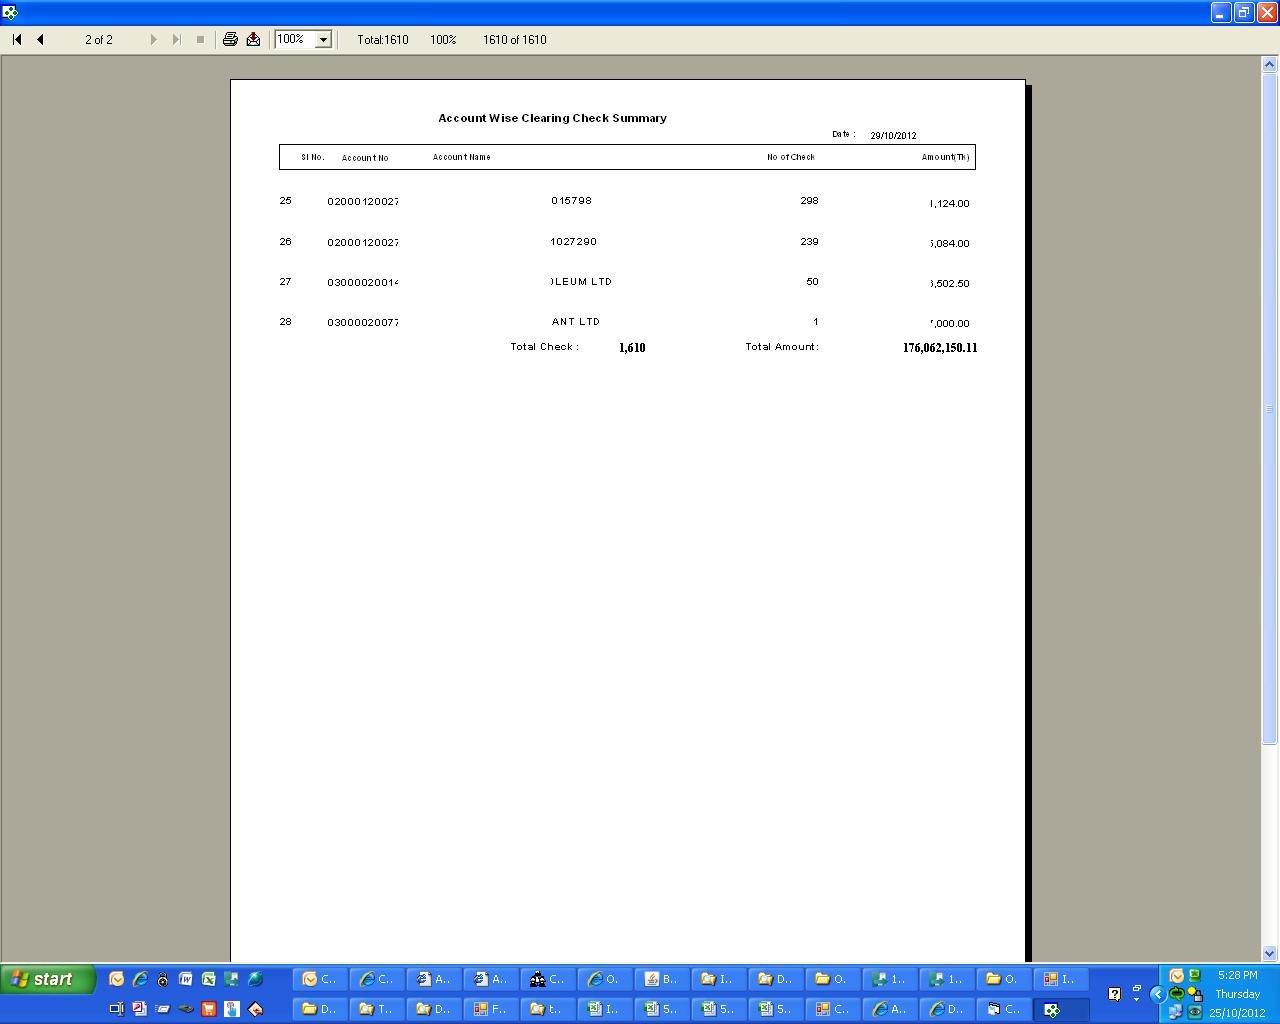 2 of 2 100% Total:1610 100% 1610 of 1610
Account Wise Clearing Check Summary
Date : 29/10/2012
Sl No. Account No Account Name No of Check Amount(Tk)
25 02000120027 015798 298 ,124.00
26 02000120027 1027290 239 ,084.00
27 0300002001 LEUM LTD 50 ,502.50
28 03000020077 ANT LTD 1 ,000.00
Total Check : 1,610 Total Amount: 176,062,150.11
start C.. C.. A.. A.. C.. O.. B.. I.. D.. O.. 1.. 1.. O.. I.. 5:28 PM
Thursday
D.. T.. D.. F.. t.. I.. 5.. 5.. 5.. C.. A.. D.. C.. 25/10/2012